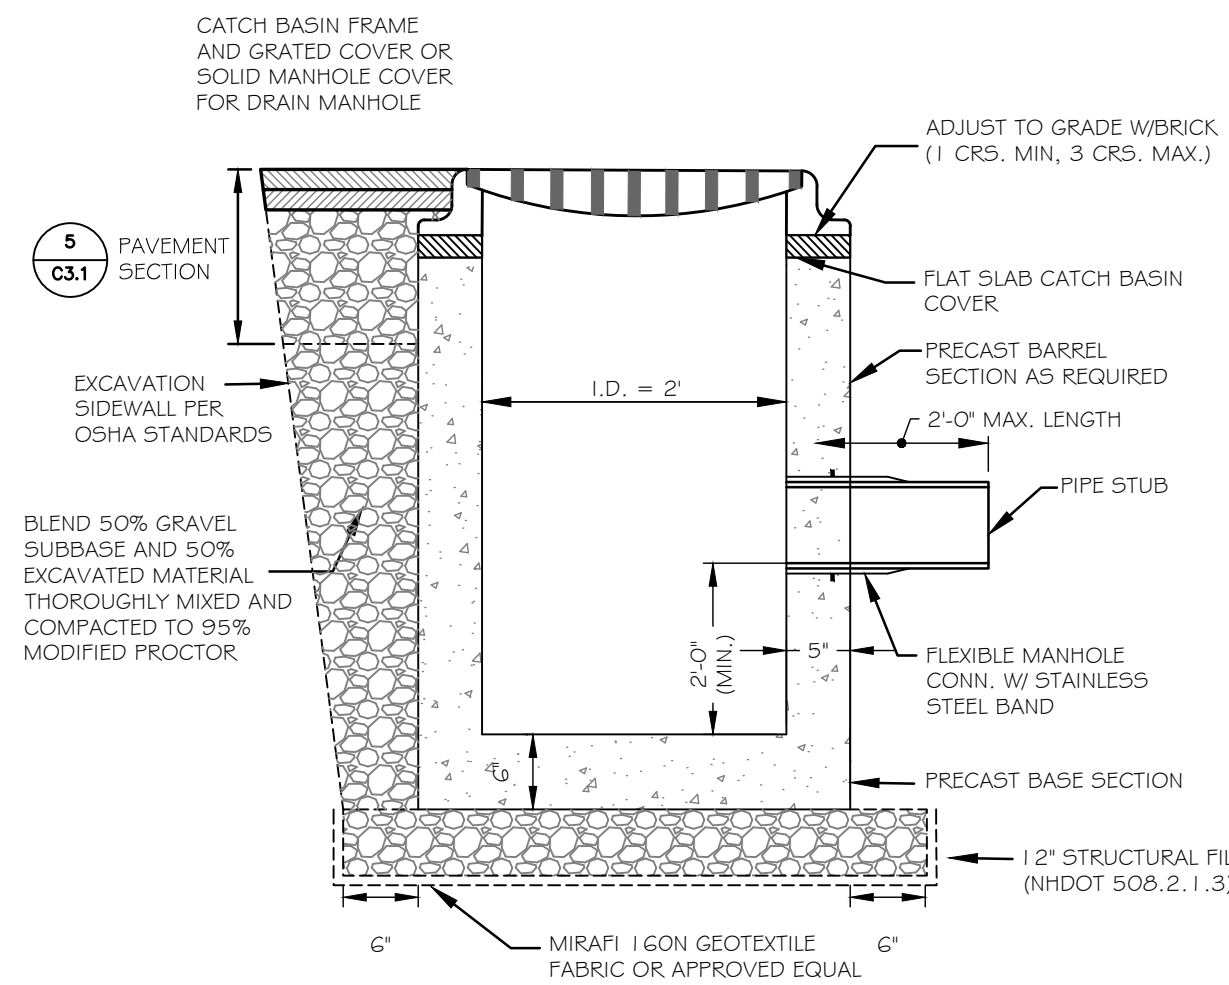 CATCH BASIN FRAME
AND GRATED COVER OR
SOLID MANHOLE COVER
FOR DRAIN MANHOLE
ADJUST TO GRADE W/BRICK
(1 CRS. MIN, 3 CRS. MAX.)
5
C3.1
PAVEMENT
SECTION
FLAT SLAB CATCH BASIN
COVER
PRECAST BARREL
SECTION AS REQUIRED
EXCAVATION
SIDEWALL PER
OSHA STANDARDS
I.D. = 2'
2'-0" MAX. LENGTH
PIPE STUB
BLEND 50% GRAVEL
SUBBASE AND 50%
EXCAVATED MATERIAL
THOROUGHLY MIXED AND
COMPACTED TO 95%
MODIFIED PROCTOR
2'-0"
(MIN.)
5"
FLEXIBLE MANHOLE
CONN. W/ STAINLESS
STEEL BAND
6"
PRECAST BASE SECTION
12" STRUCTURAL FIL
(NHDOT 508.2.1.3)
6"
6"
MIRAFI 160N GEOTEXTILE
FABRIC OR APPROVED EQUAL